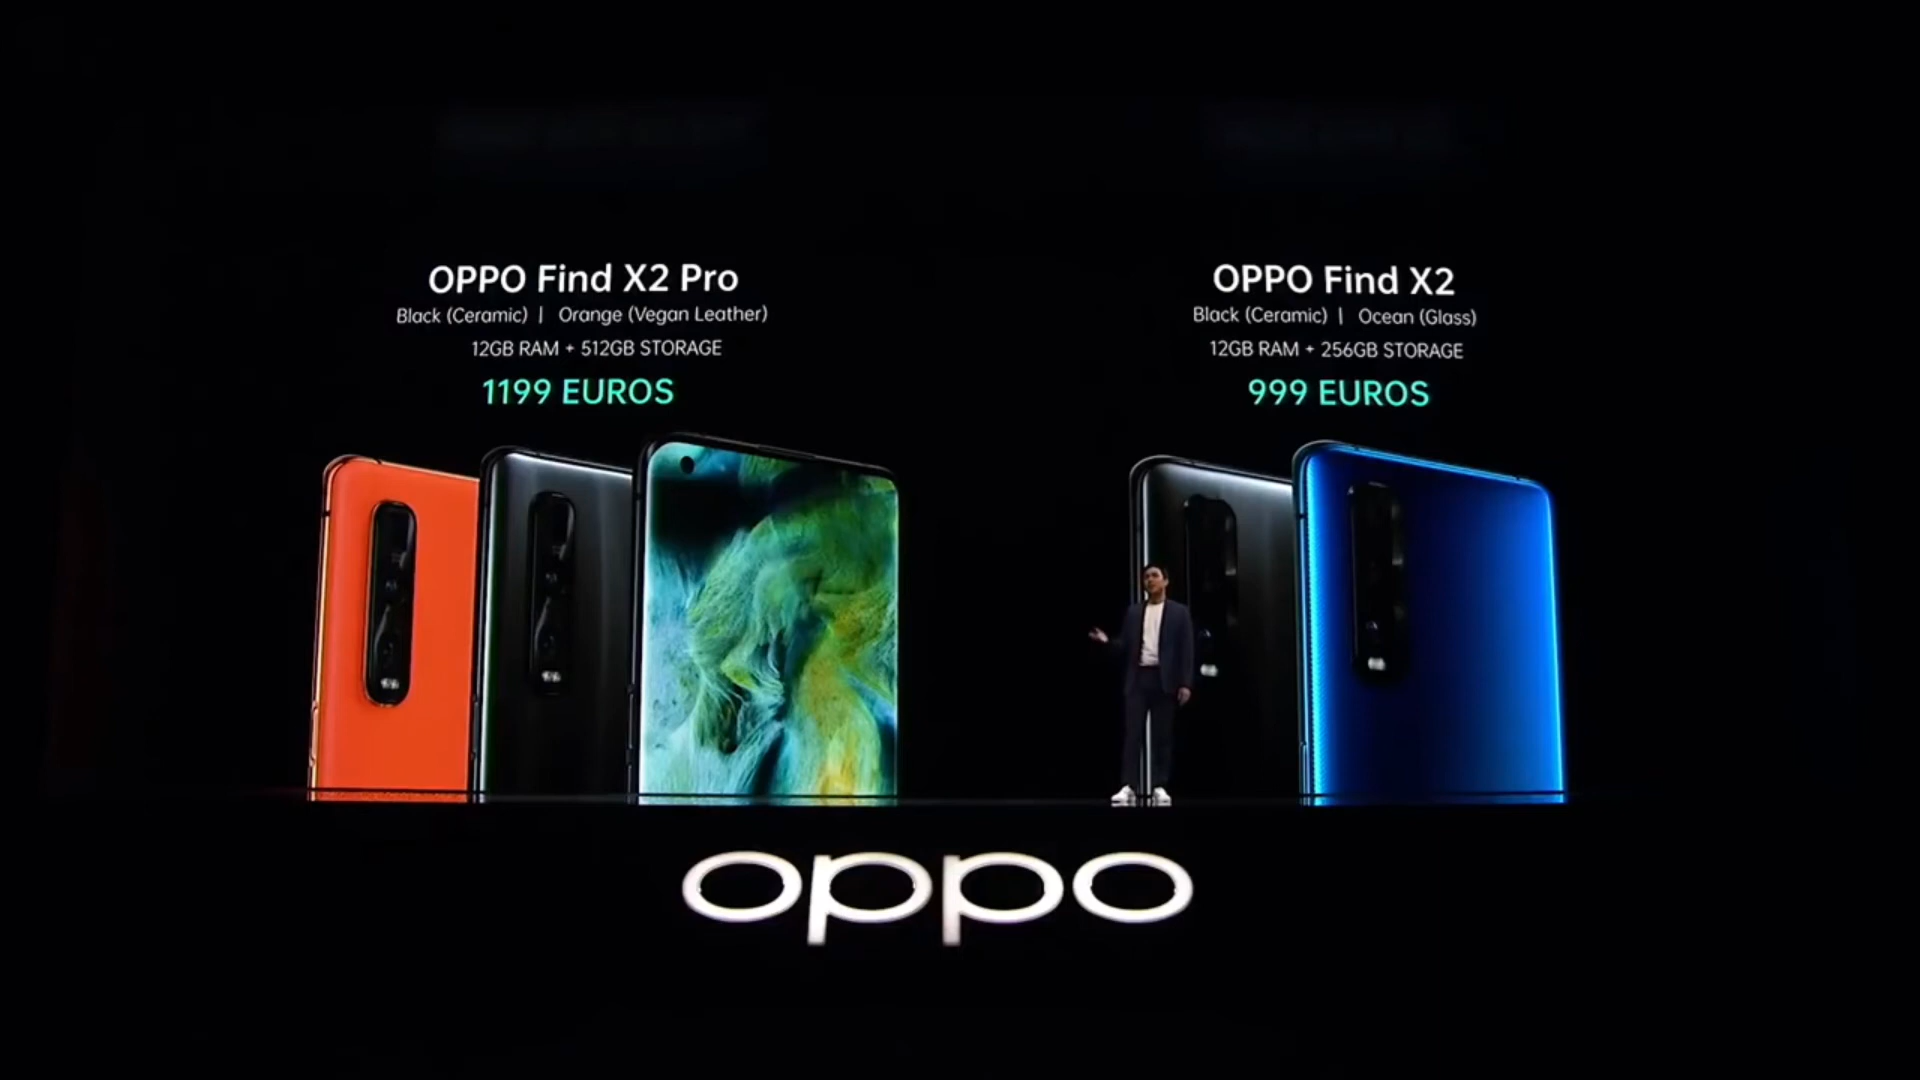 OPPO Find X2 Pro
Black (Ceramic) | Orange (Vegan Leather)
12GB RAM + 512GB STORAGE
1199 EUROS
OPPO Find X2
Black (Ceramic) | Ocean (Glass)
12GB RAM + 256GB STORAGE
999 EUROS
oppo